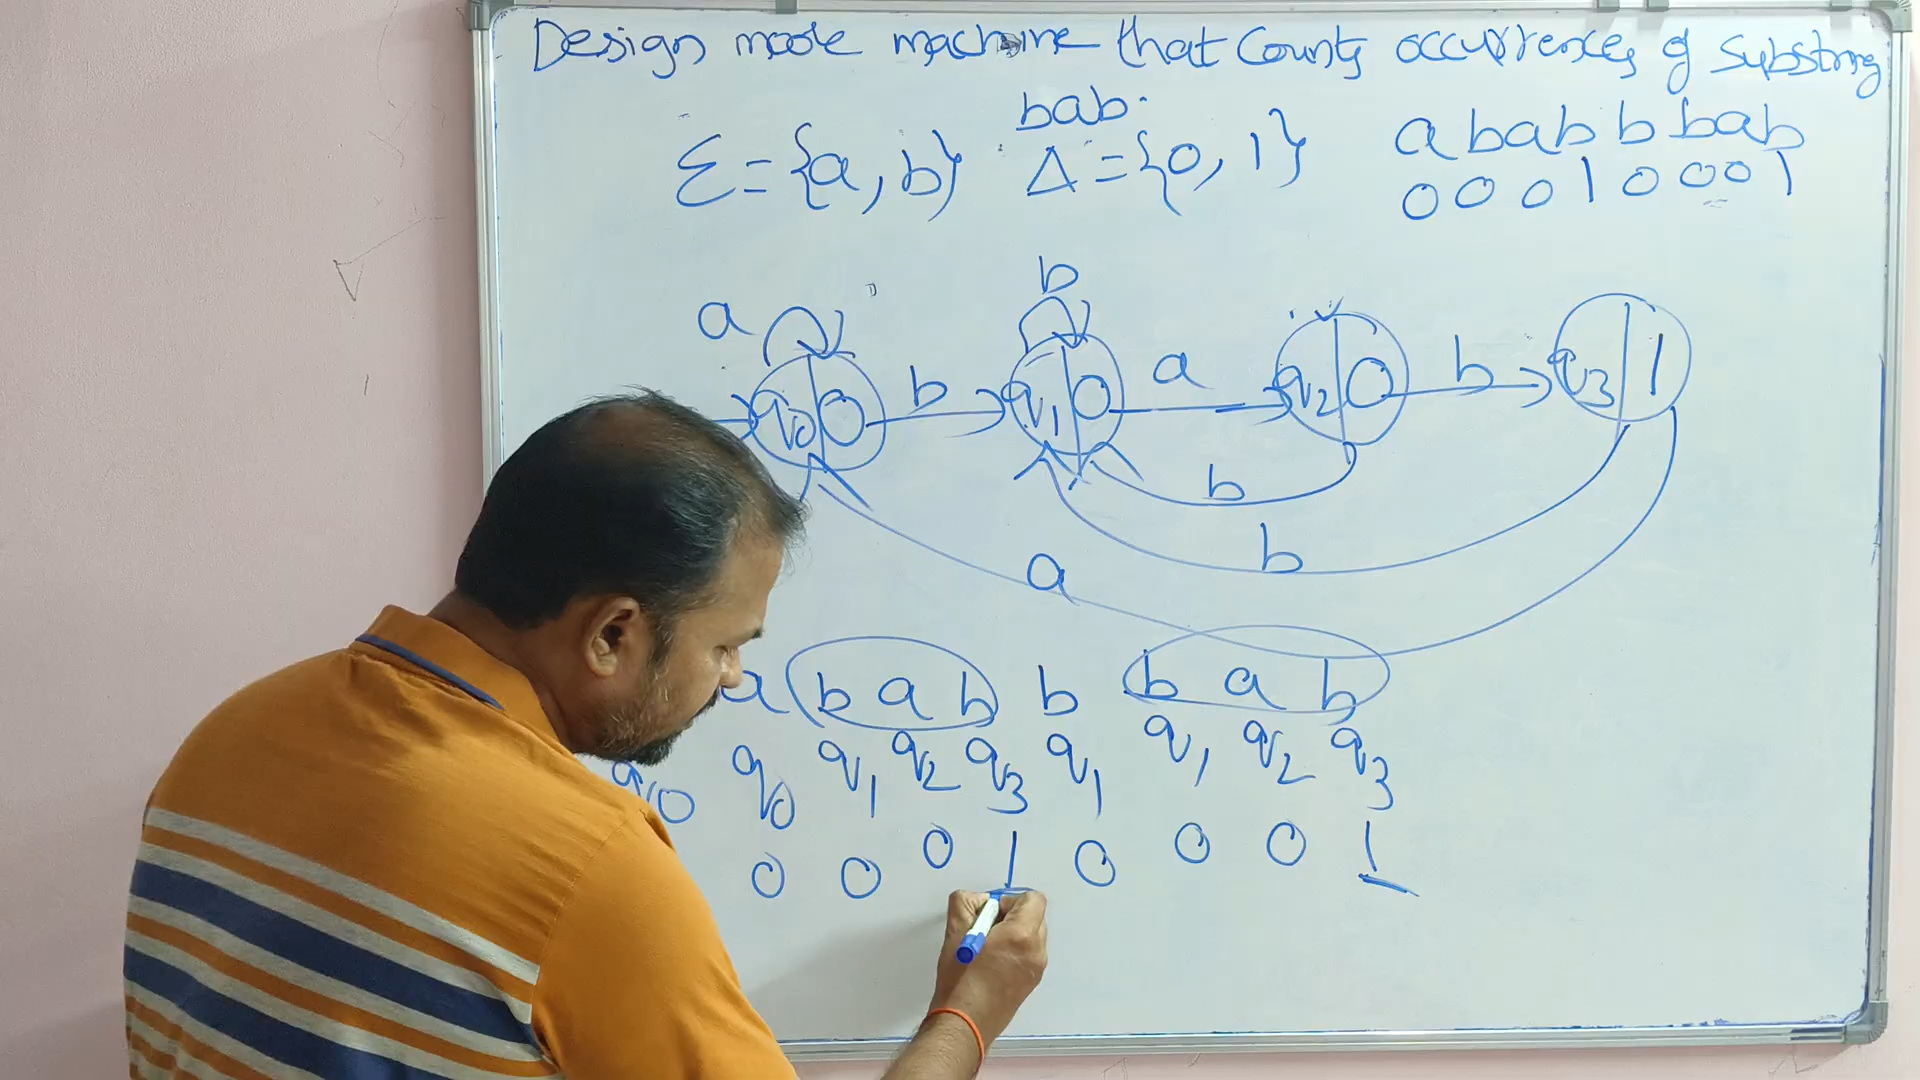 Design moore machine that Counts occurrences of Substring
bab.
Σ = {a, b} Δ = {0, 1} a bab b bab
0 0 0 1 0 0 0 1
b
a
q0 0 b q1 0 a q2 0 b q3 1
b
b
a
a b a b b b a b
q0 q0 q1 q2 q3 q1 q1 q2 q3
0 0 0 1 0 0 0 1